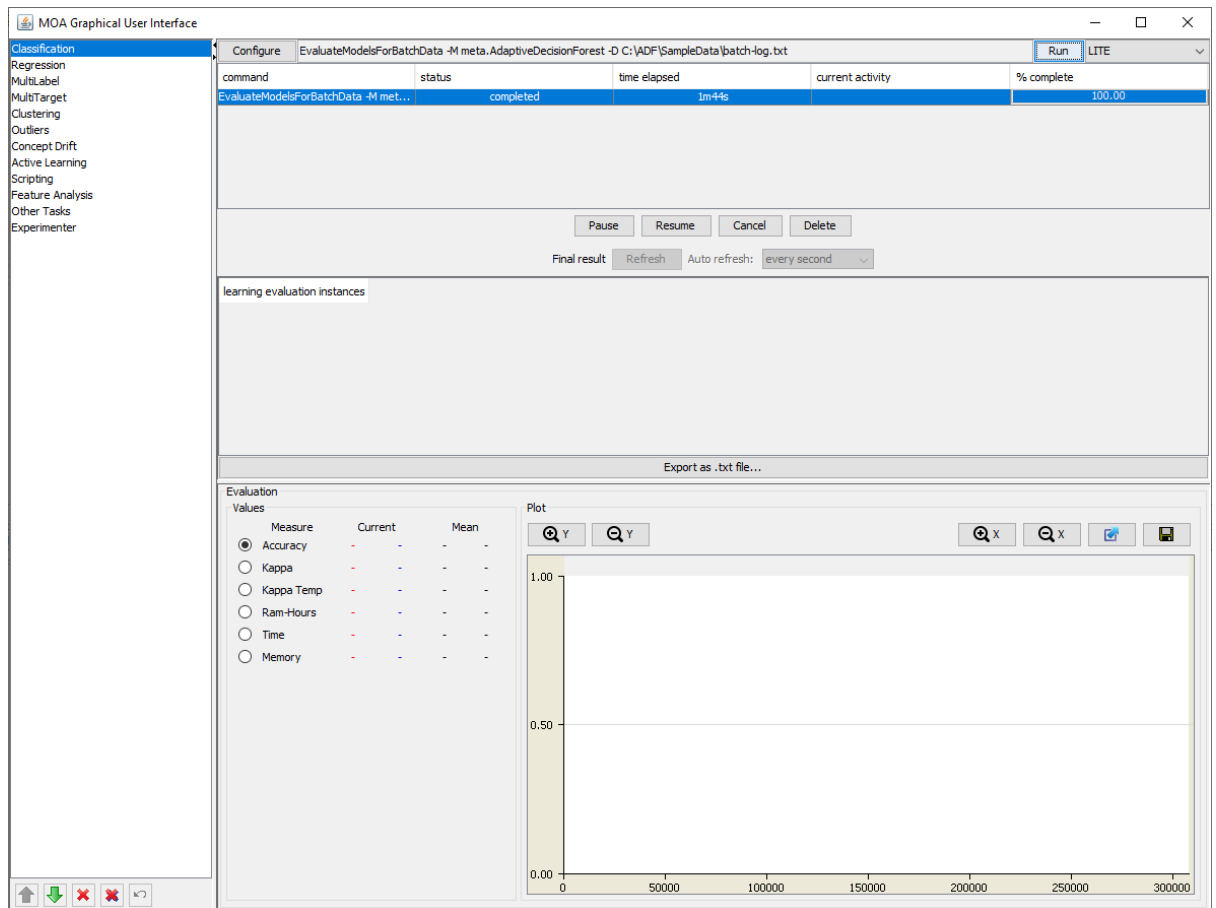 MOA Graphical User Interface
Classification
Regression
MultiLabel
MultiTarget
Clustering
Outliers
Concept Drift
Active Learning
Scripting
Feature Analysis
Other Tasks
Experimenter
Configure EvaluateModelsForBatchData -M meta.AdaptiveDecisionForest -D C:\ADF\SampleData\batch-log.txt Run LITE
command status time elapsed current activity % complete
EvaluateModelsForBatchData -M met... completed 1m44s 100.00
Pause Resume Cancel Delete
Final result Refresh Auto refresh: every second
learning evaluation instances
Export as .txt file...
Evaluation
Values
Measure Current Mean
Accuracy - - - -
Kappa - - - -
Kappa Temp - - - -
Ram-Hours - - - -
Time - - - -
Memory - - - -
Plot
Y Y X X
1.00
0.50
0.00
0 50000 100000 150000 200000 250000 300000